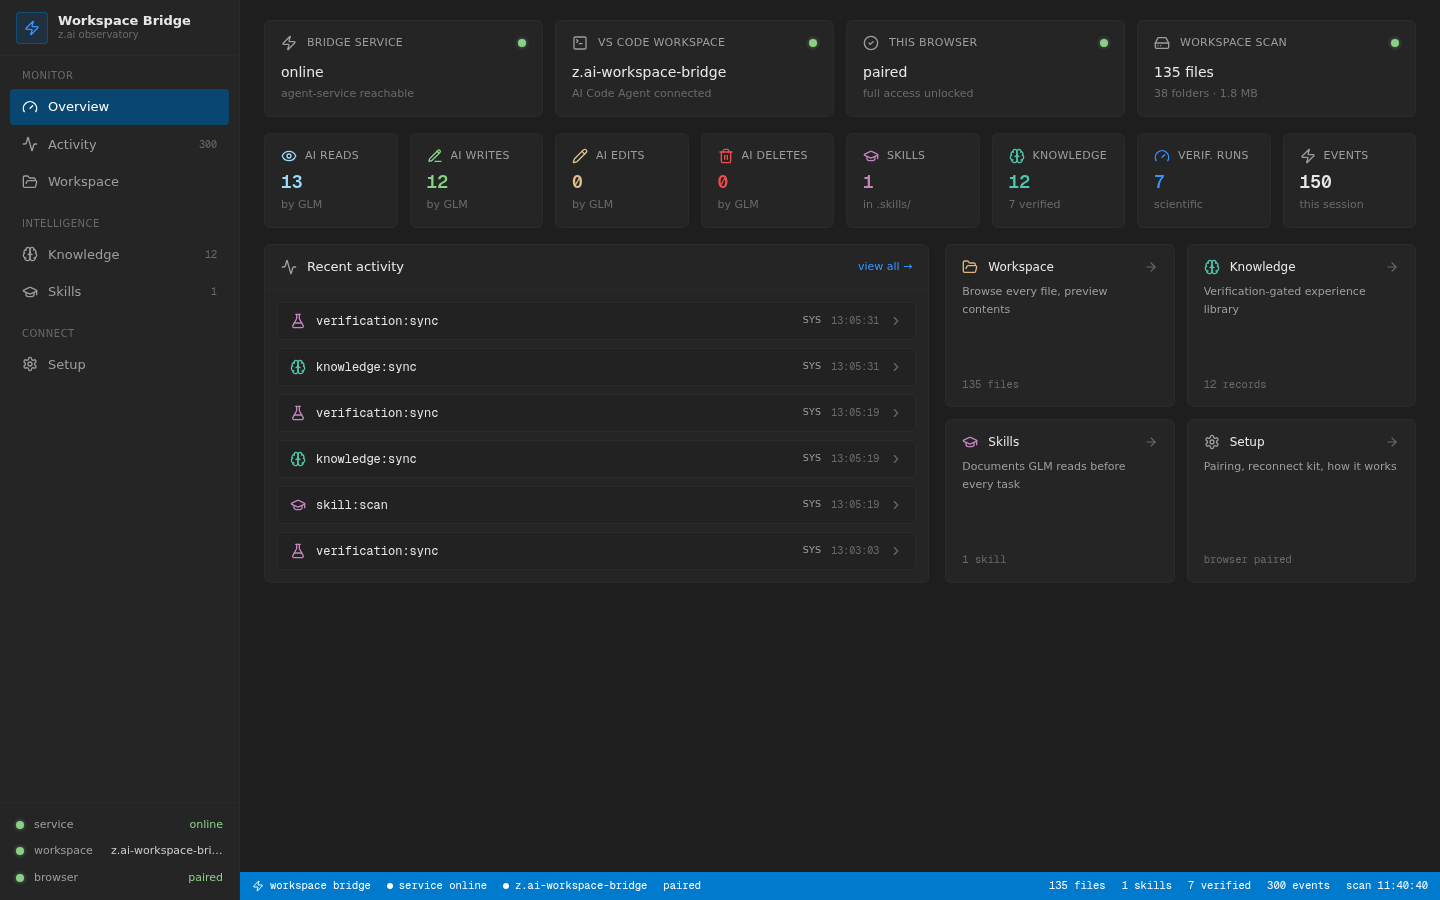 Workspace Bridge
z.ai observatory
MONITOR
Overview
Activity 300
Workspace
INTELLIGENCE
Knowledge 12
Skills 1
CONNECT
Setup
service online
workspace z.ai-workspace-bri...
browser paired
BRIDGE SERVICE
online
agent-service reachable
VS CODE WORKSPACE
z.ai-workspace-bridge
AI Code Agent connected
THIS BROWSER
paired
full access unlocked
WORKSPACE SCAN
135 files
38 folders · 1.8 MB
AI READS
13
by GLM
AI WRITES
12
by GLM
AI EDITS
0
by GLM
AI DELETES
0
by GLM
SKILLS
1
in .skills/
KNOWLEDGE
12
7 verified
VERIF. RUNS
7
scientific
EVENTS
150
this session
Recent activity view all →
verification:sync SYS 13:05:31
knowledge:sync SYS 13:05:31
verification:sync SYS 13:05:19
knowledge:sync SYS 13:05:19
skill:scan SYS 13:05:19
verification:sync SYS 13:03:03
Workspace
Browse every file, preview
contents
135 files
Knowledge
Verification-gated experience
library
12 records
Skills
Documents GLM reads before
every task
1 skill
Setup
Pairing, reconnect kit, how it works
browser paired
workspace bridge service online z.ai-workspace-bridge paired 135 files 1 skills 7 verified 300 events scan 11:40:40